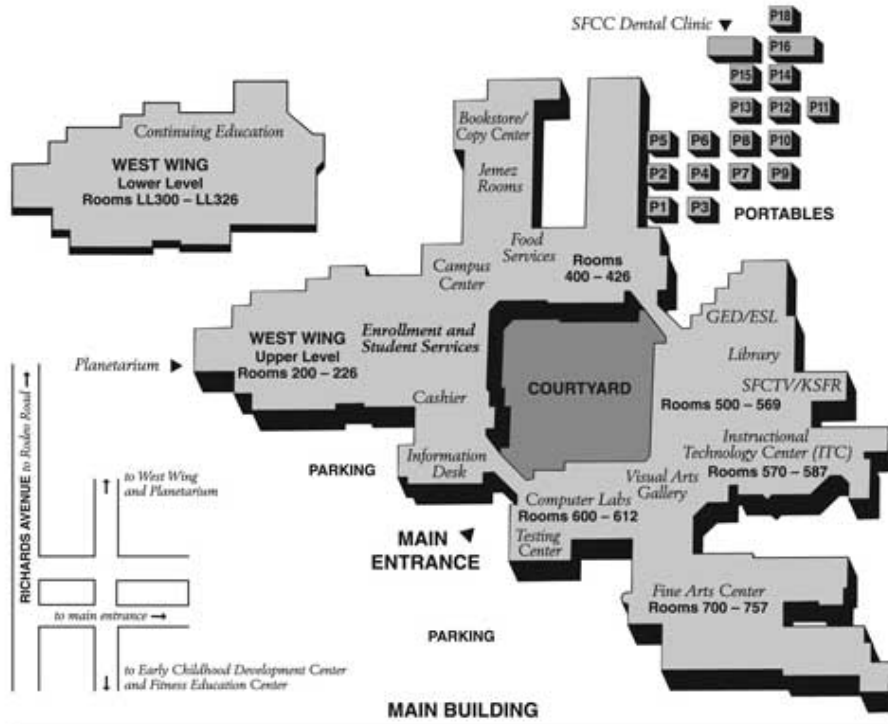 P18
SFCC Dental Clinic
P16
P15
P14
P13
P12
P11
P5
P6
P8
P10
P2
P4
P7
P9
P1
P3
PORTABLES
Continuing Education
WEST WING
Lower Level
Rooms LL300 – LL326
Bookstore/
Copy Center
Jemez
Rooms
Food
Services
Rooms
400 – 426
Campus
Center
GED/ESL
Library
SFCTV/KSFR
Rooms 500 – 569
WEST WING
Upper Level
Rooms 200 – 226
Enrollment and
Student Services
Planetarium
COURTYARD
Cashier
Information
Desk
Instructional
Technology Center (ITC)
Rooms 570 – 587
Visual Arts
Gallery
Computer Labs
Rooms 600 – 612
Testing
Center
PARKING
MAIN
ENTRANCE
Fine Arts Center
Rooms 700 – 757
PARKING
RICHARDS AVENUE to Rodeo Road →
to West Wing
and Planetarium
to main entrance →
to Early Childhood Development Center
and Fitness Education Center
MAIN BUILDING